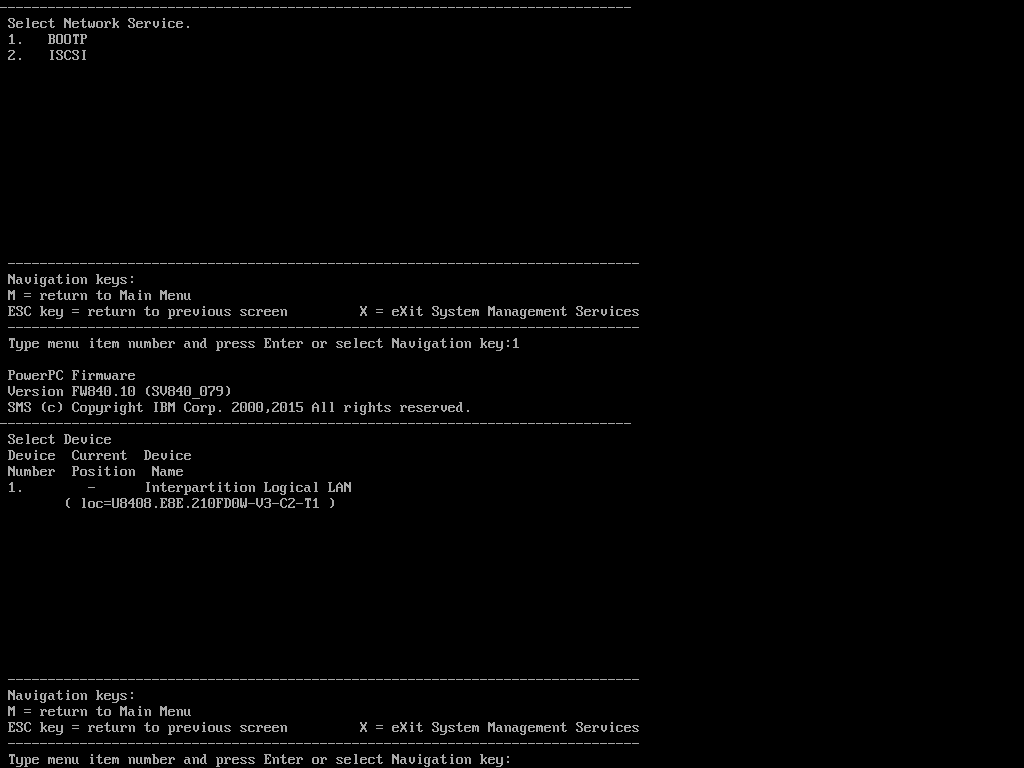 Select Network Service.
1.   BOOTP
2.   ISCSI
Navigation keys:
M = return to Main Menu
ESC key = return to previous screen         X = eXit System Management Services
Type menu item number and press Enter or select Navigation key:1
PowerPC Firmware
Version FW840.10 (SV840_079)
SMS (c) Copyright IBM Corp. 2000,2015 All rights reserved.
Select Device
Device  Current  Device
Number  Position  Name
1.        -      Interpartition Logical LAN
( loc=U8408.E8E.210FD0W-V3-C2-T1 )
Navigation keys:
M = return to Main Menu
ESC key = return to previous screen         X = eXit System Management Services
Type menu item number and press Enter or select Navigation key: